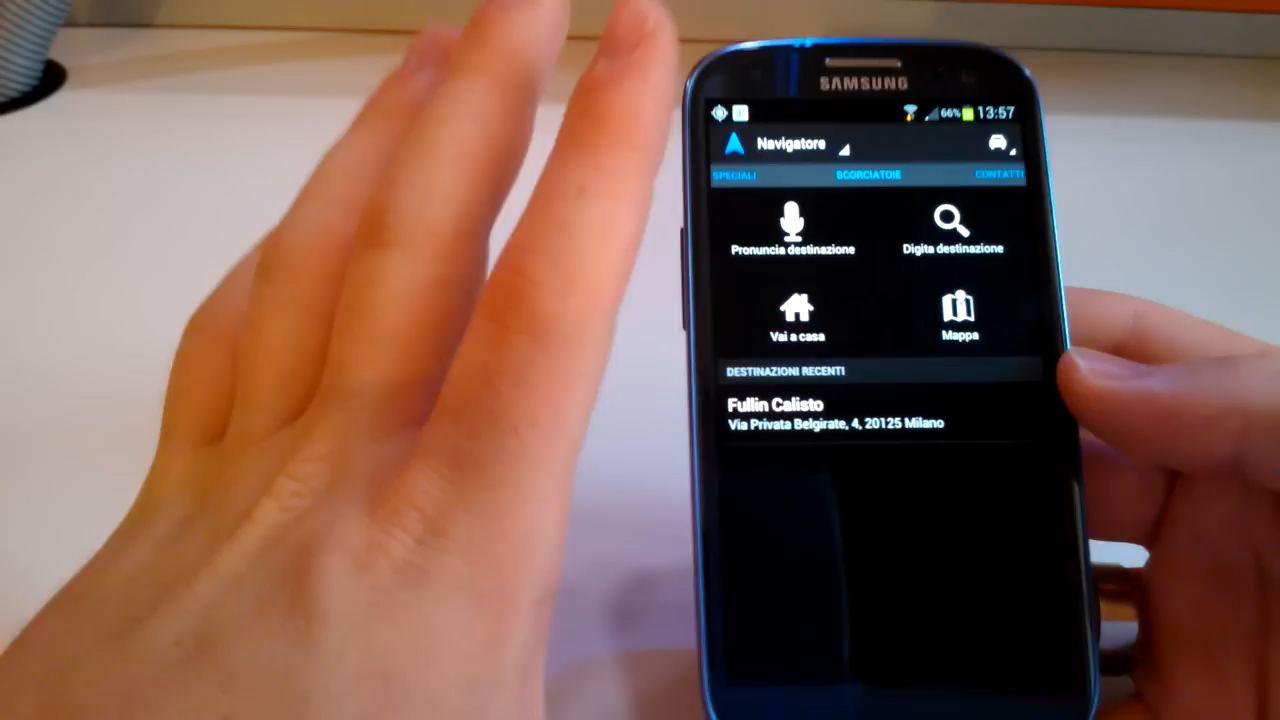 SAMSUNG
66% 13:57
Navigatore
SPECIALI SCORCIATOIE CONTATTI
Pronuncia destinazione Digita destinazione
Vai a casa Mappa
DESTINAZIONI RECENTI
Fullin Calisto
Via Privata Belgirate, 4, 20125 Milano